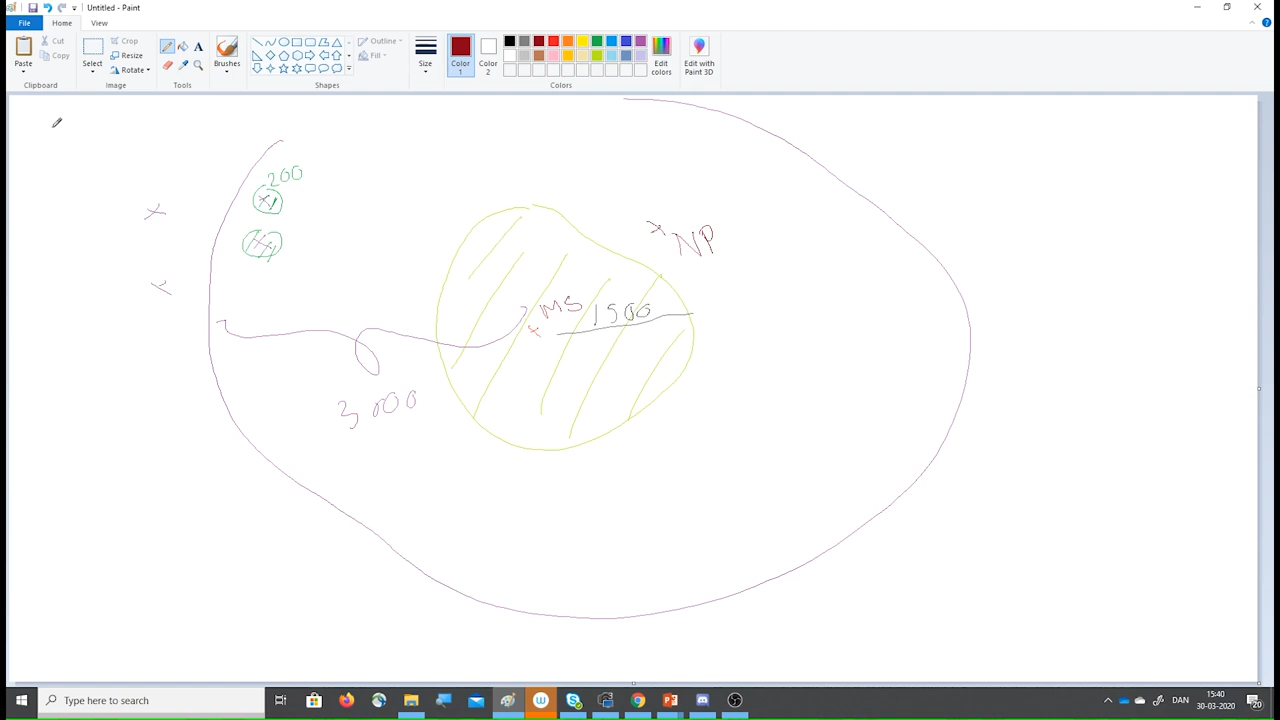 Untitled - Paint
File
Home
View
Paste
Cut
Copy
Clipboard
Select
Crop
Resize
Rotate
Image
Tools
Brushes
Shapes
Outline
Fill
Size
Color 1
Color 2
Colors
Edit colors
Edit with Paint 3D
200
NP
MS
1500
3000
Type here to search
DAN
15:40
30-03-2020
20